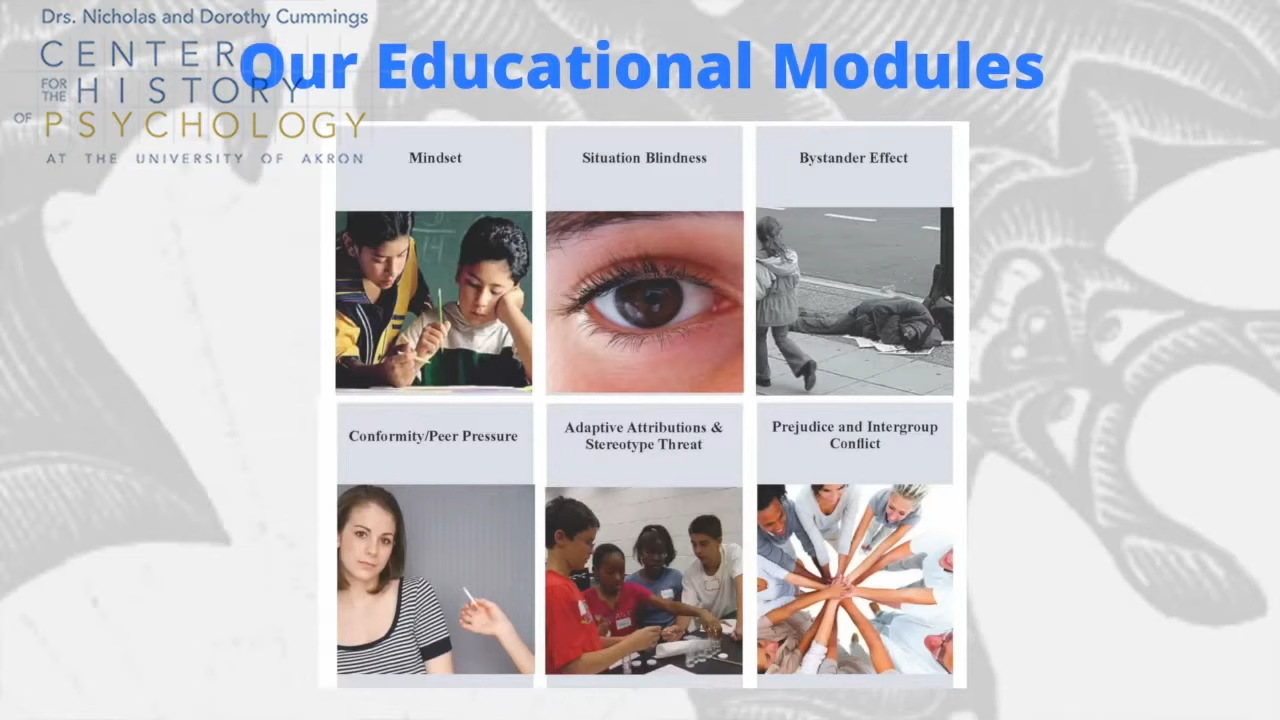 Drs. Nicholas and Dorothy Cummings
CENTER
FOR THE HISTORY
OF PSYCHOLOGY
AT THE UNIVERSITY OF AKRON
Our Educational Modules
Mindset
Situation Blindness
Bystander Effect
Conformity/Peer Pressure
Adaptive Attributions &
Stereotype Threat
Prejudice and Intergroup
Conflict